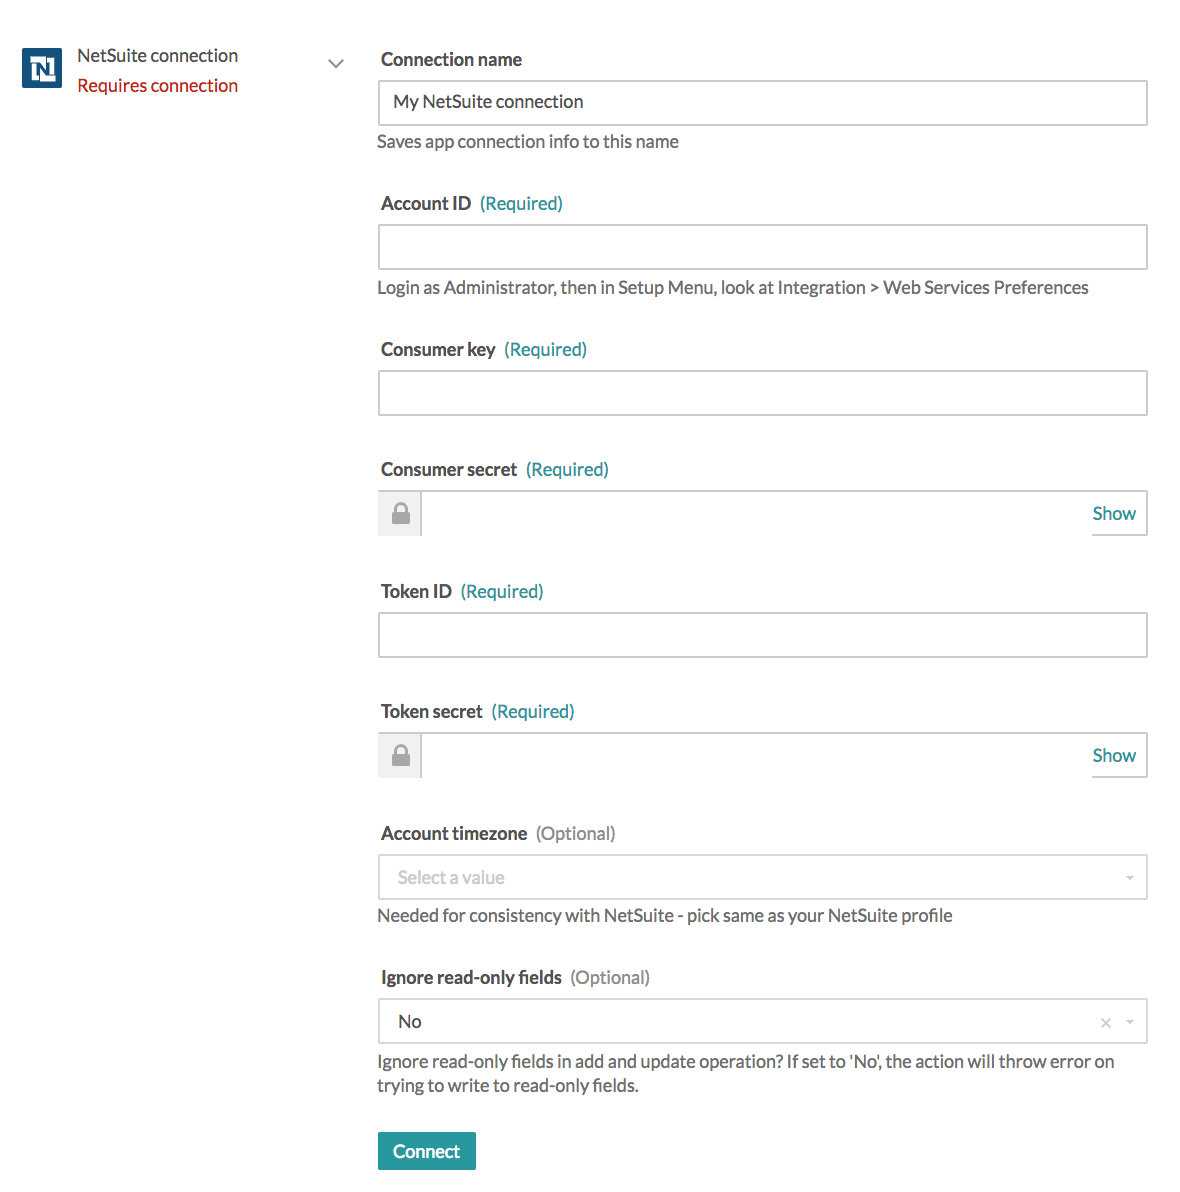 NetSuite connection
Requires connection
Connection name
My NetSuite connection
Saves app connection info to this name
Account ID (Required)
Login as Administrator, then in Setup Menu, look at Integration > Web Services Preferences
Consumer key (Required)
Consumer secret (Required)
Show
Token ID (Required)
Token secret (Required)
Show
Account timezone (Optional)
Select a value
Needed for consistency with NetSuite - pick same as your NetSuite profile
Ignore read-only fields (Optional)
No
Ignore read-only fields in add and update operation? If set to 'No', the action will throw error on
trying to write to read-only fields.
Connect